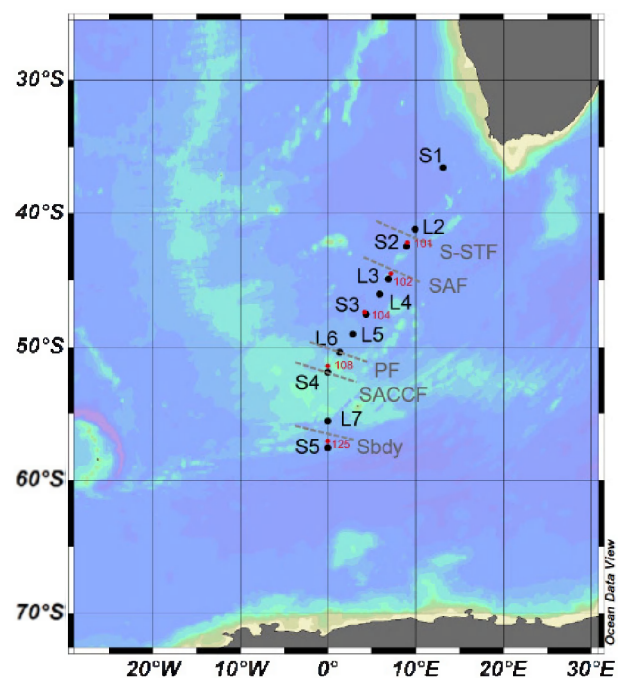 30°S
S1
40°S
L2
S2
101
S-STF
L3
102
SAF
L4
S3
104
L5
50°S
L6
PF
108
S4
SACCF
L7
S5
125
Sbdy
60°S
70°S
20°W
10°W
0°
10°E
20°E
30°E
Ocean Data View